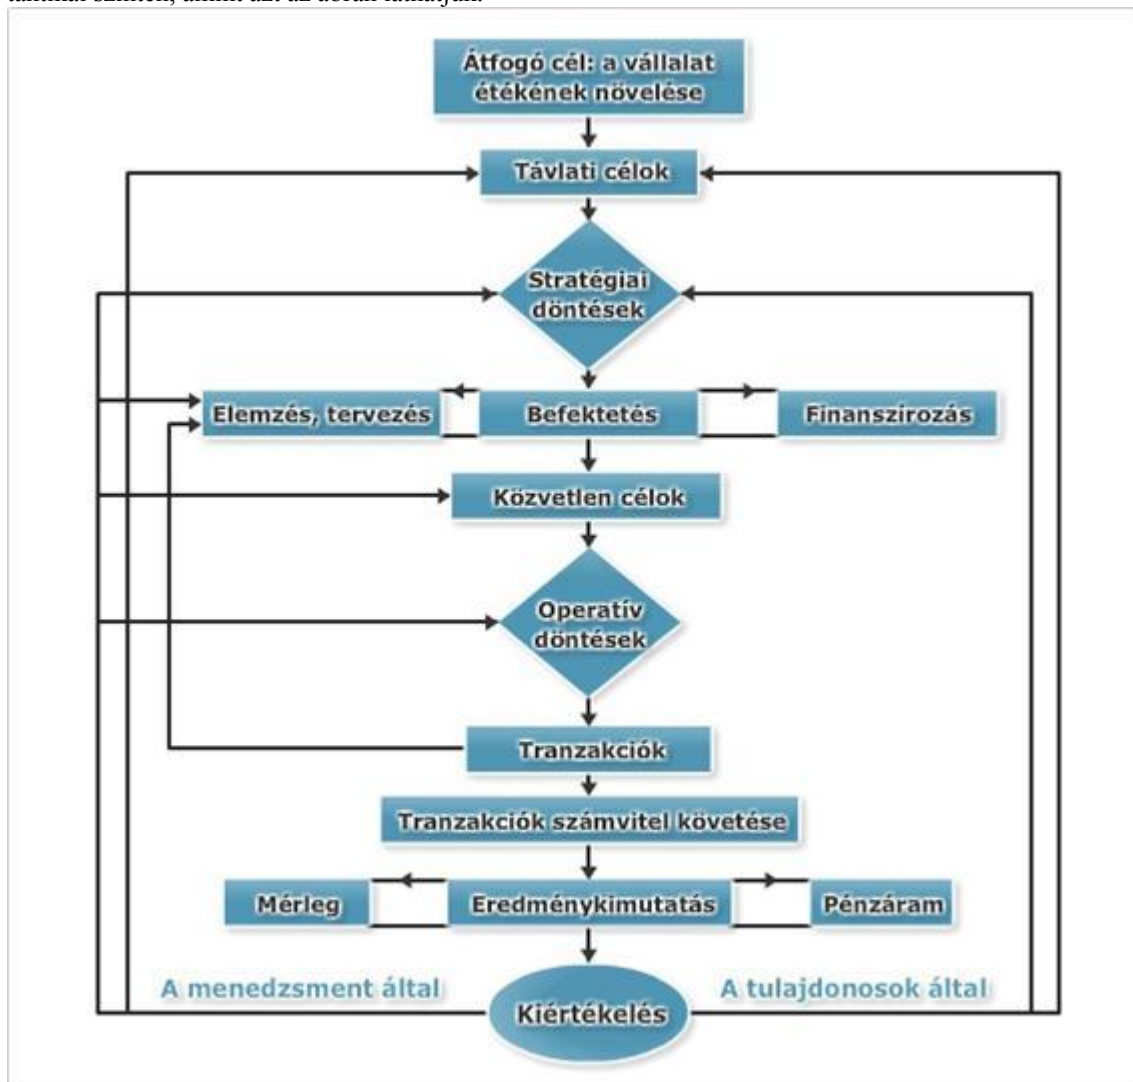 Átfogó cél: a vállalat
étékének növelése
Távlati célok
Stratégiai
döntések
Elemzés, tervezés
Befektetés
Finanszírozás
Közvetlen célok
Operatív
döntések
Tranzakciók
Tranzakciók számvitel követése
Mérleg
Eredménykimutatás
Pénzáram
A menedzsment által
A tulajdonosok által
Kiértékelés